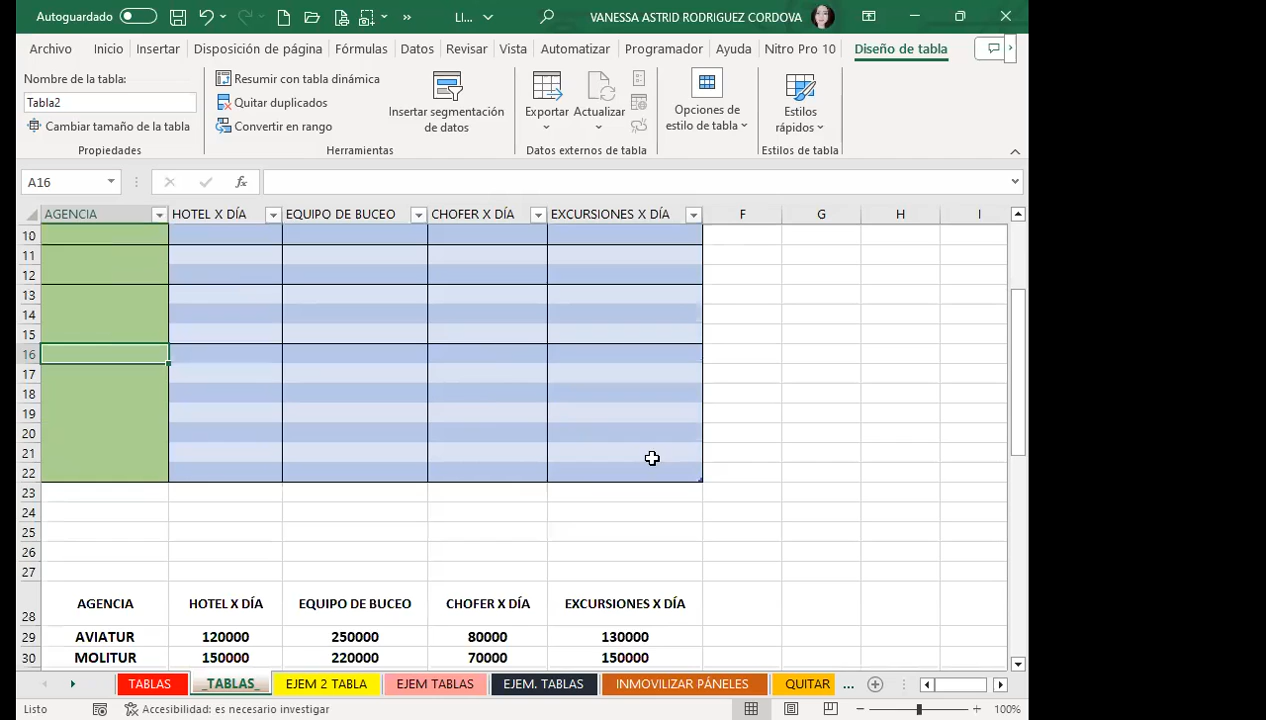 Autoguardado
LI...
VANESSA ASTRID RODRIGUEZ CORDOVA
Archivo Inicio Insertar Disposición de página Fórmulas Datos Revisar Vista Automatizar Programador Ayuda Nitro Pro 10 Diseño de tabla
Nombre de la tabla:
Tabla2
Cambiar tamaño de la tabla
Propiedades
Resumir con tabla dinámica
Quitar duplicados
Convertir en rango
Insertar segmentación
de datos
Herramientas
Exportar
Actualizar
Datos externos de tabla
Opciones de
estilo de tabla
Estilos
rápidos
Estilos de tabla
A16
fx
AGENCIA HOTEL X DÍA EQUIPO DE BUCEO CHOFER X DÍA EXCURSIONES X DÍA F G H I
10
11
12
13
14
15
16
17
18
19
20
21
22
23
24
25
26
27
28 AGENCIA HOTEL X DÍA EQUIPO DE BUCEO CHOFER X DÍA EXCURSIONES X DÍA
29 AVIATUR 120000 250000 80000 130000
30 MOLITUR 150000 220000 70000 150000
TABLAS _TABLAS_ EJEM 2 TABLA EJEM TABLAS EJEM. TABLAS INMOVILIZAR PÁNELES QUITAR ...
Listo
Accesibilidad: es necesario investigar
100%